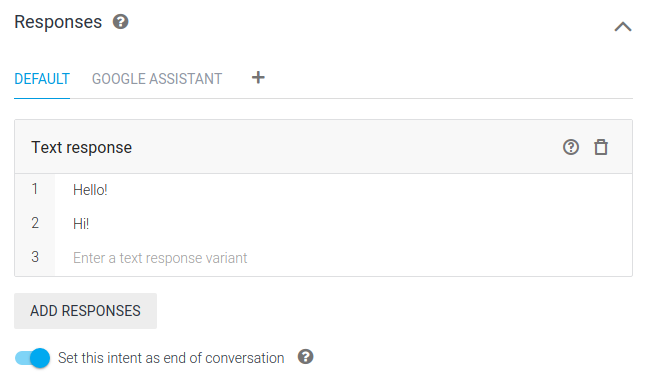 Responses ?
DEFAULT GOOGLE ASSISTANT +
Text response ?
1 Hello!
2 Hi!
3 Enter a text response variant
ADD RESPONSES
Set this intent as end of conversation ?